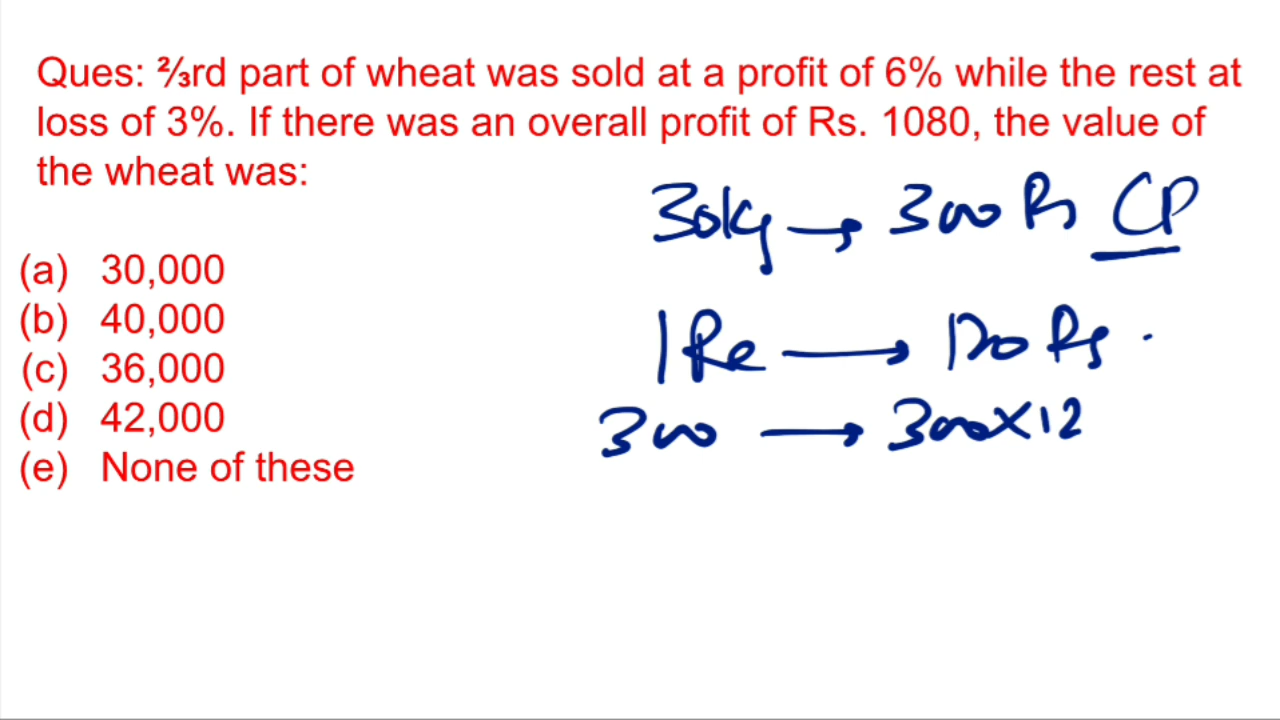 Ques: ⅔rd part of wheat was sold at a profit of 6% while the rest at
loss of 3%. If there was an overall profit of Rs. 1080, the value of
the wheat was:
30kg → 300 Rs CP
(a) 30,000
(b) 40,000
1 Re → 120 Rs .
(c) 36,000
(d) 42,000
300 → 300×12
(e) None of these